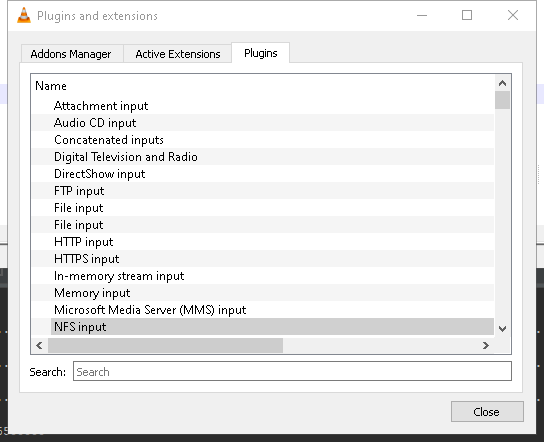 Plugins and extensions
Addons Manager Active Extensions Plugins
Name
Attachment input
Audio CD input
Concatenated inputs
Digital Television and Radio
DirectShow input
FTP input
File input
File input
HTTP input
HTTPS input
In-memory stream input
Memory input
Microsoft Media Server (MMS) input
NFS input
Search: Search
Close